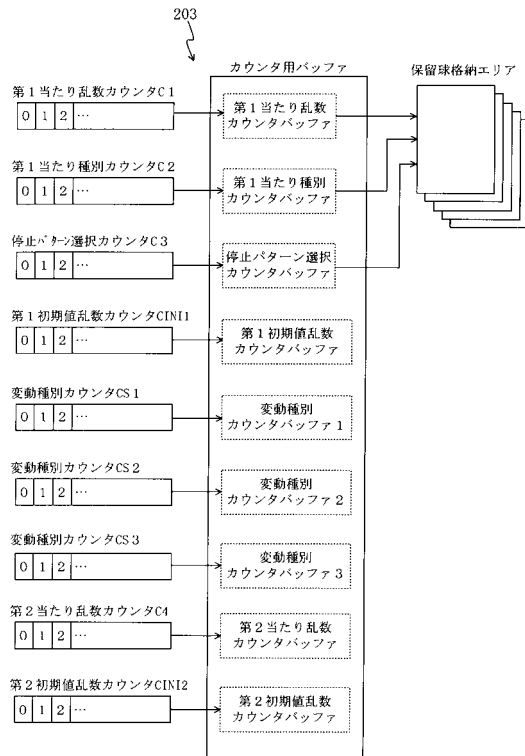 203
カウンタ用バッファ
保留球格納エリア
第1当たり乱数カウンタC1
0 1 2 …
第1当たり乱数
カウンタバッファ
第1当たり種別カウンタC2
0 1 2 …
第1当たり種別
カウンタバッファ
停止パターン選択カウンタC3
0 1 2 …
停止パターン選択
カウンタバッファ
第1初期値乱数カウンタCINI1
0 1 2 …
第1初期値乱数
カウンタバッファ
変動種別カウンタCS1
0 1 2 …
変動種別
カウンタバッファ1
変動種別カウンタCS2
0 1 2 …
変動種別
カウンタバッファ2
変動種別カウンタCS3
0 1 2 …
変動種別
カウンタバッファ3
第2当たり乱数カウンタC4
0 1 2 …
第2当たり乱数
カウンタバッファ
第2初期値乱数カウンタCINI2
0 1 2 …
第2初期値乱数
カウンタバッファ